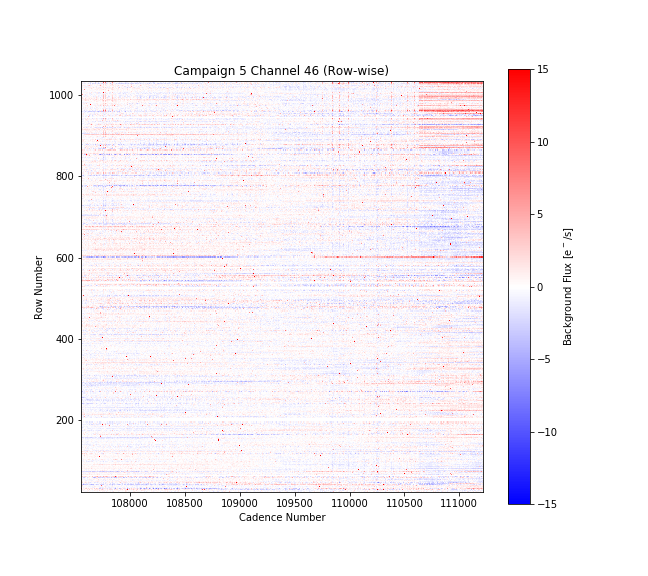 Campaign 5 Channel 46 (Row-wise)
1000
800
600
400
200
Row Number
108000 108500 109000 109500 110000 110500 111000
Cadence Number
15
10
5
0
−5
−10
−15
Background Flux [e⁻/s]